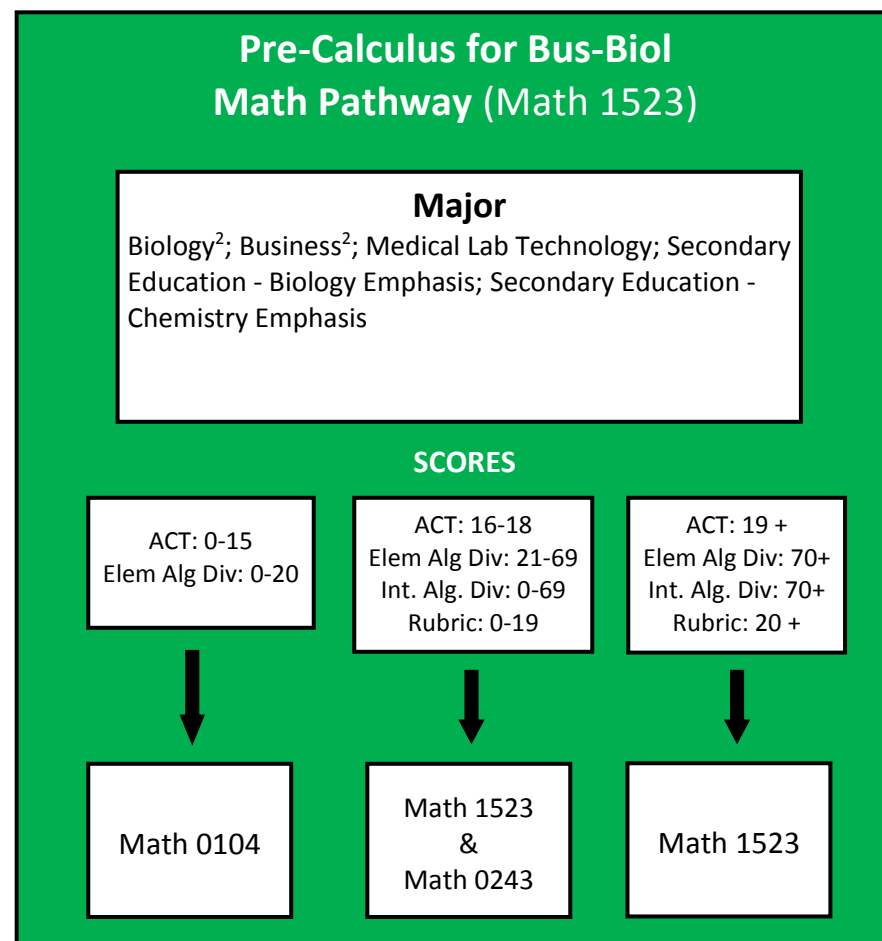 Pre-Calculus for Bus-Biol
Math Pathway (Math 1523)
Major
Biology²; Business²; Medical Lab Technology; Secondary
Education - Biology Emphasis; Secondary Education -
Chemistry Emphasis
SCORES
ACT: 0-15
Elem Alg Div: 0-20
ACT: 16-18
Elem Alg Div: 21-69
Int. Alg. Div: 0-69
Rubric: 0-19
ACT: 19 +
Elem Alg Div: 70+
Int. Alg. Div: 70+
Rubric: 20 +
Math 0104
Math 1523
&
Math 0243
Math 1523